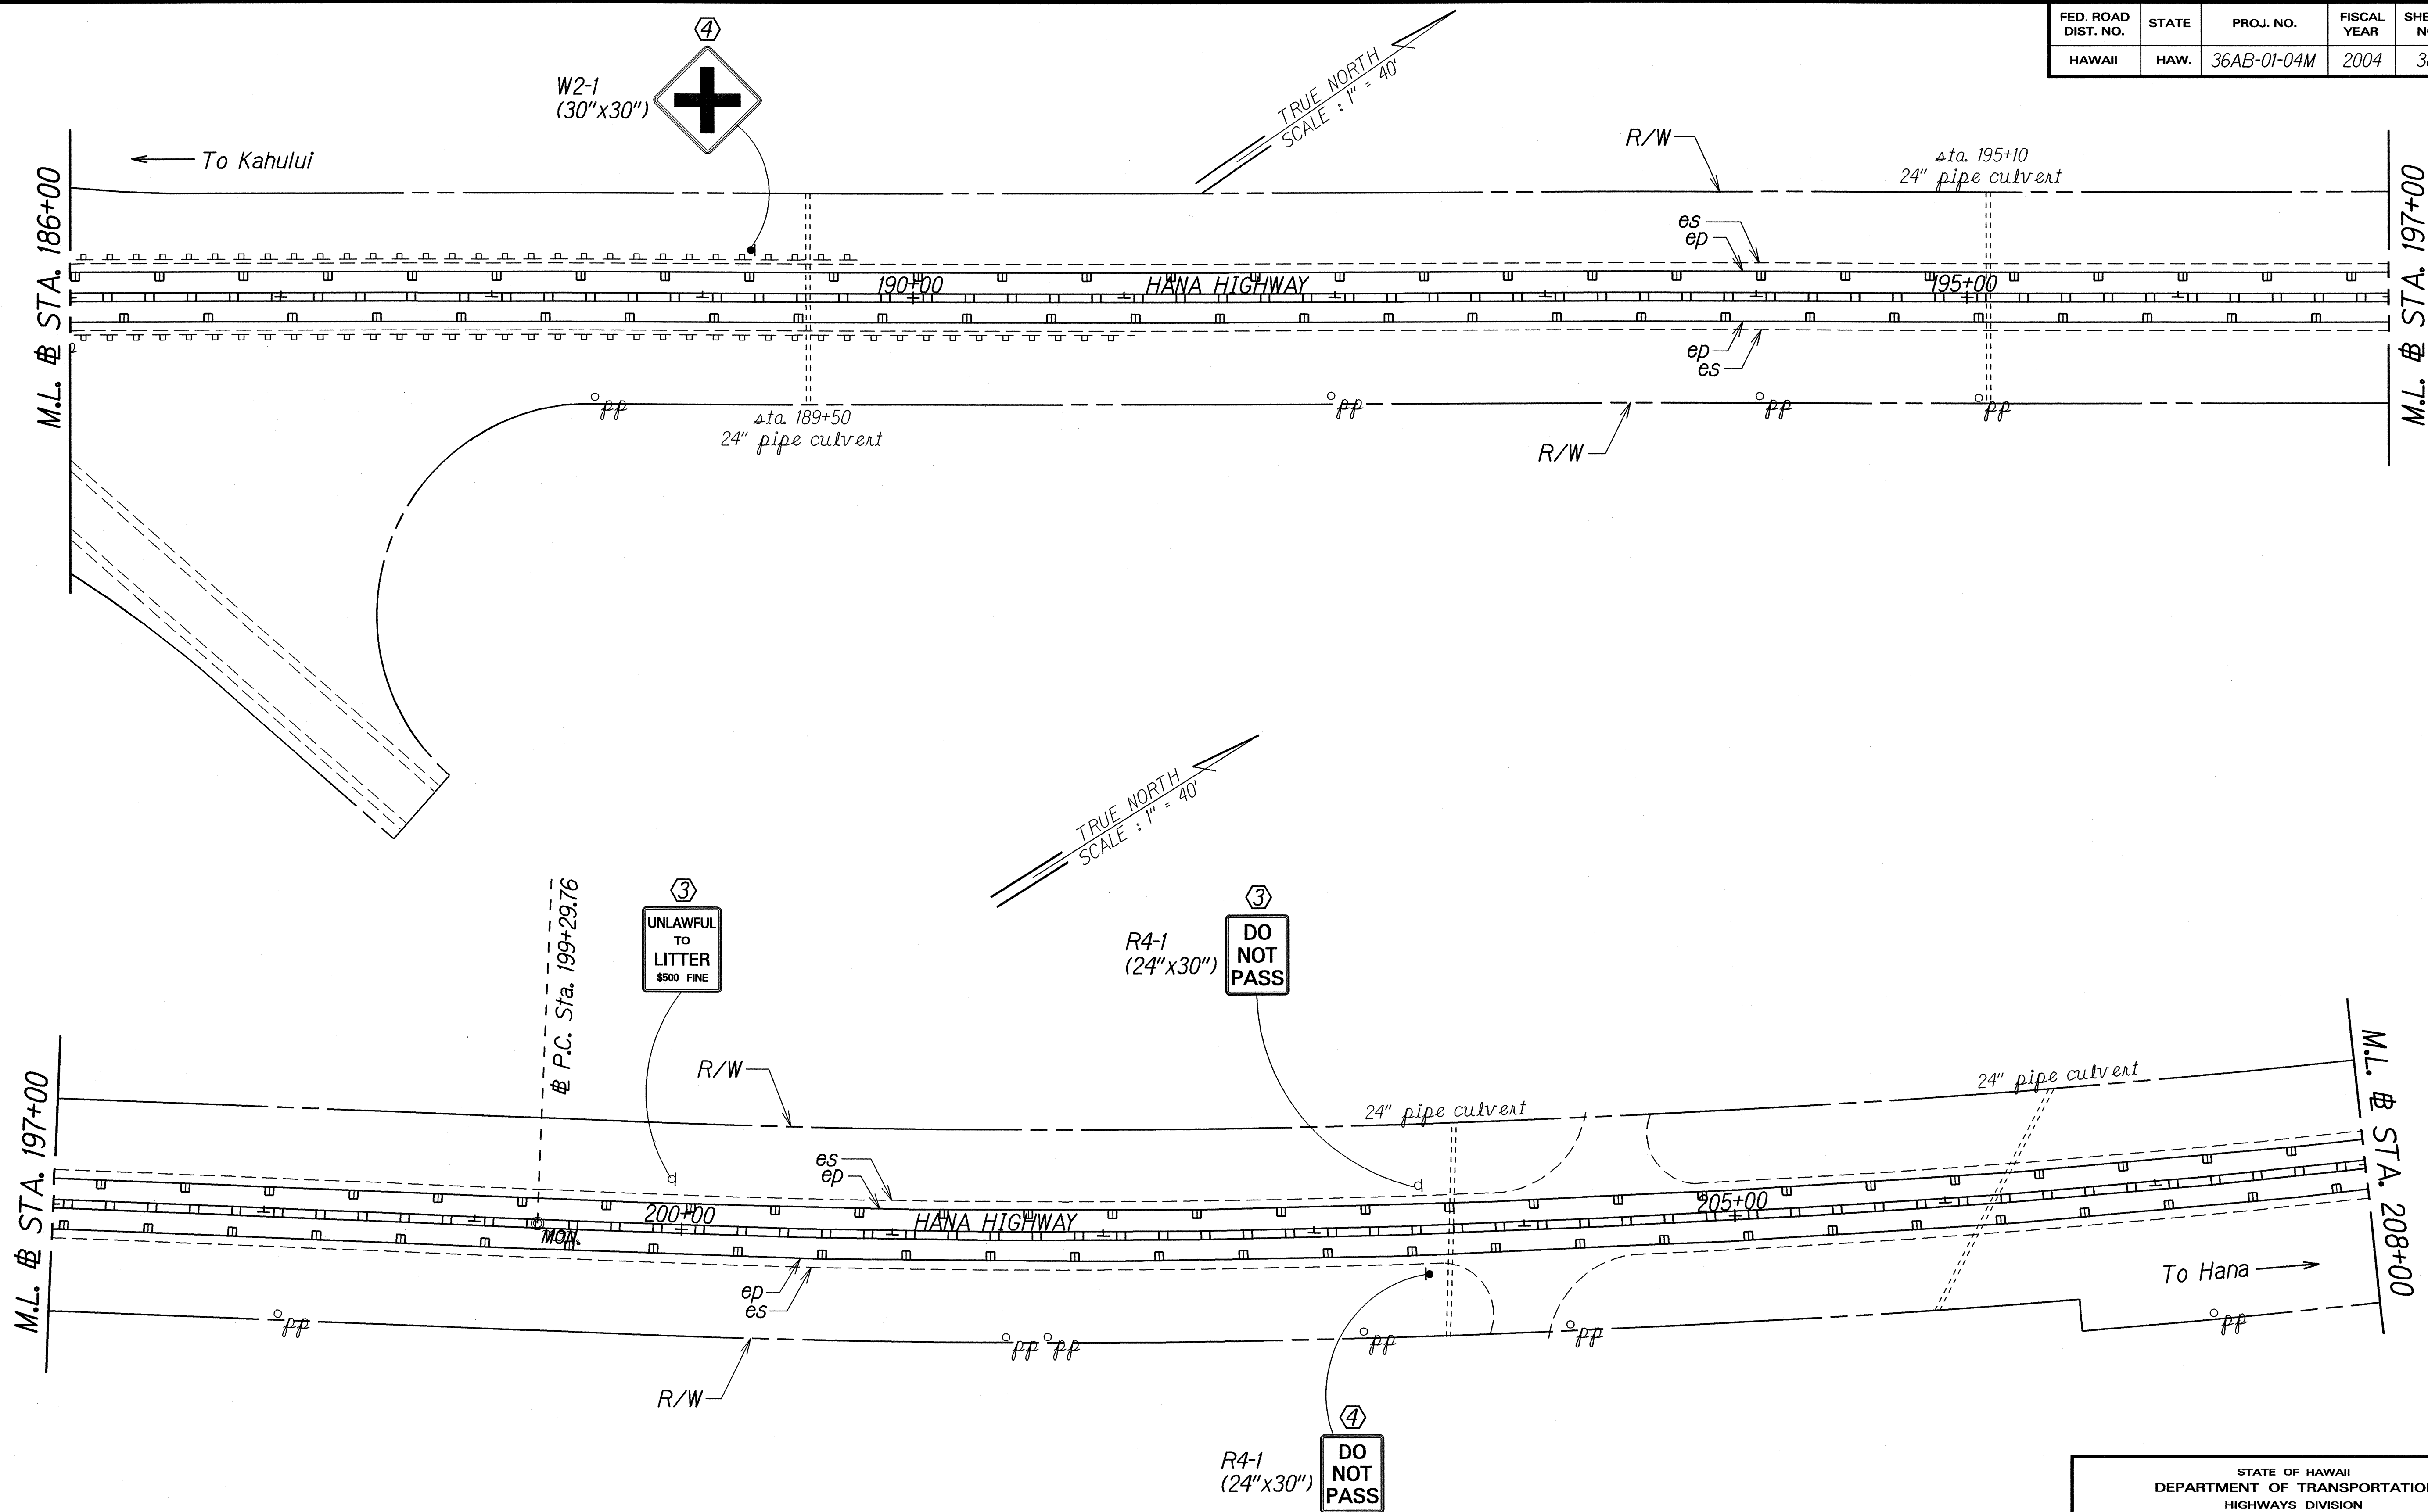 FED. ROAD DIST. NO.
STATE
PROJ. NO.
FISCAL YEAR
HAWAII
HAW.
36AB-01-04M
2004
4
W2-1
(30"x30")
TRUE NORTH
SCALE : 1" = 40'
To Kahului
R/W
sta. 195+10
24" pipe culvert
M.L. B STA. 186+00
M.L. B STA. 197+00
es
ep
190+00
HANA HIGHWAY
195+00
ep
es
pp
pp
pp
pp
sta. 189+50
24" pipe culvert
R/W
TRUE NORTH
SCALE : 1" = 40'
B P.C. Sta. 199+29.76
3
UNLAWFUL
TO
LITTER
$500 FINE
3
R4-1
(24"x30")
DO
NOT
PASS
R/W
24" pipe culvert
24" pipe culvert
M.L. B STA. 197+00
M.L. B STA. 208+00
es
ep
200+00
HANA HIGHWAY
205+00
MON.
ep
es
To Hana
pp
pp
pp
pp
pp
pp
R/W
4
R4-1
(24"x30")
DO
NOT
PASS
STATE OF HAWAII
DEPARTMENT OF TRANSPORTATION
HIGHWAYS DIVISION